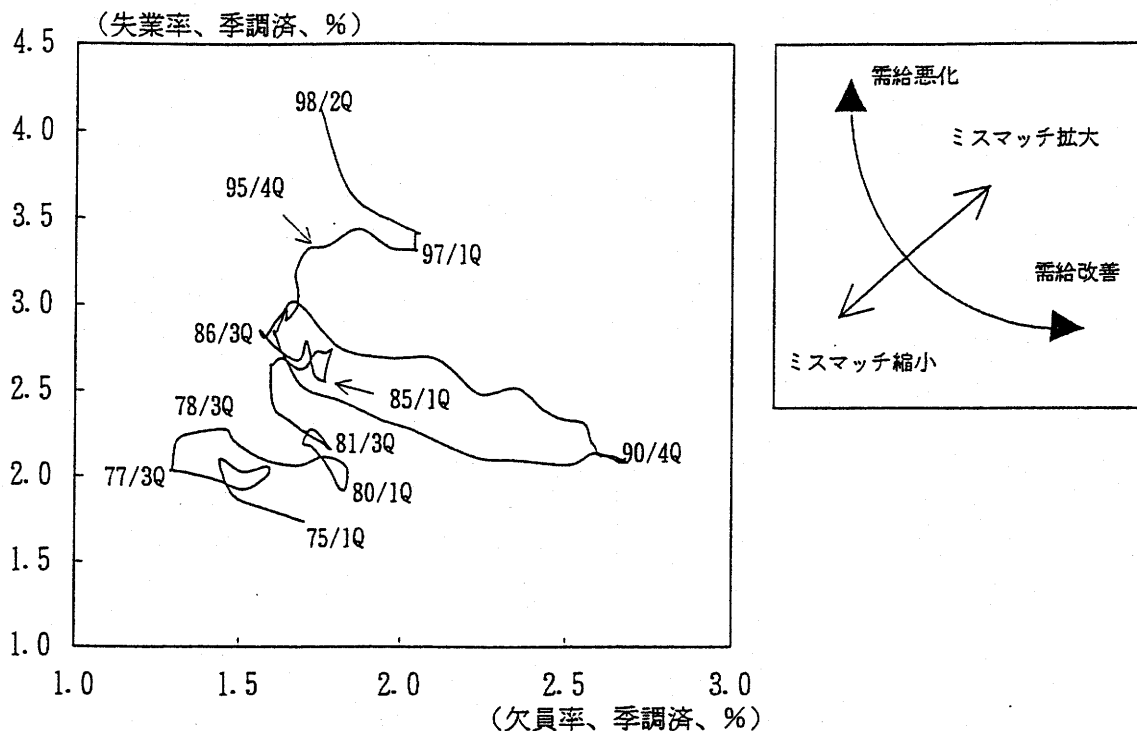 (失業率、季調済、%)
4.5
4.0
3.5
3.0
2.5
2.0
1.5
1.0
98/2Q
95/4Q
97/1Q
86/3Q
85/1Q
78/3Q
81/3Q
90/4Q
77/3Q
80/1Q
75/1Q
1.0 1.5 2.0 2.5 3.0
(欠員率、季調済、%)
需給悪化
ミスマッチ拡大
需給改善
ミスマッチ縮小